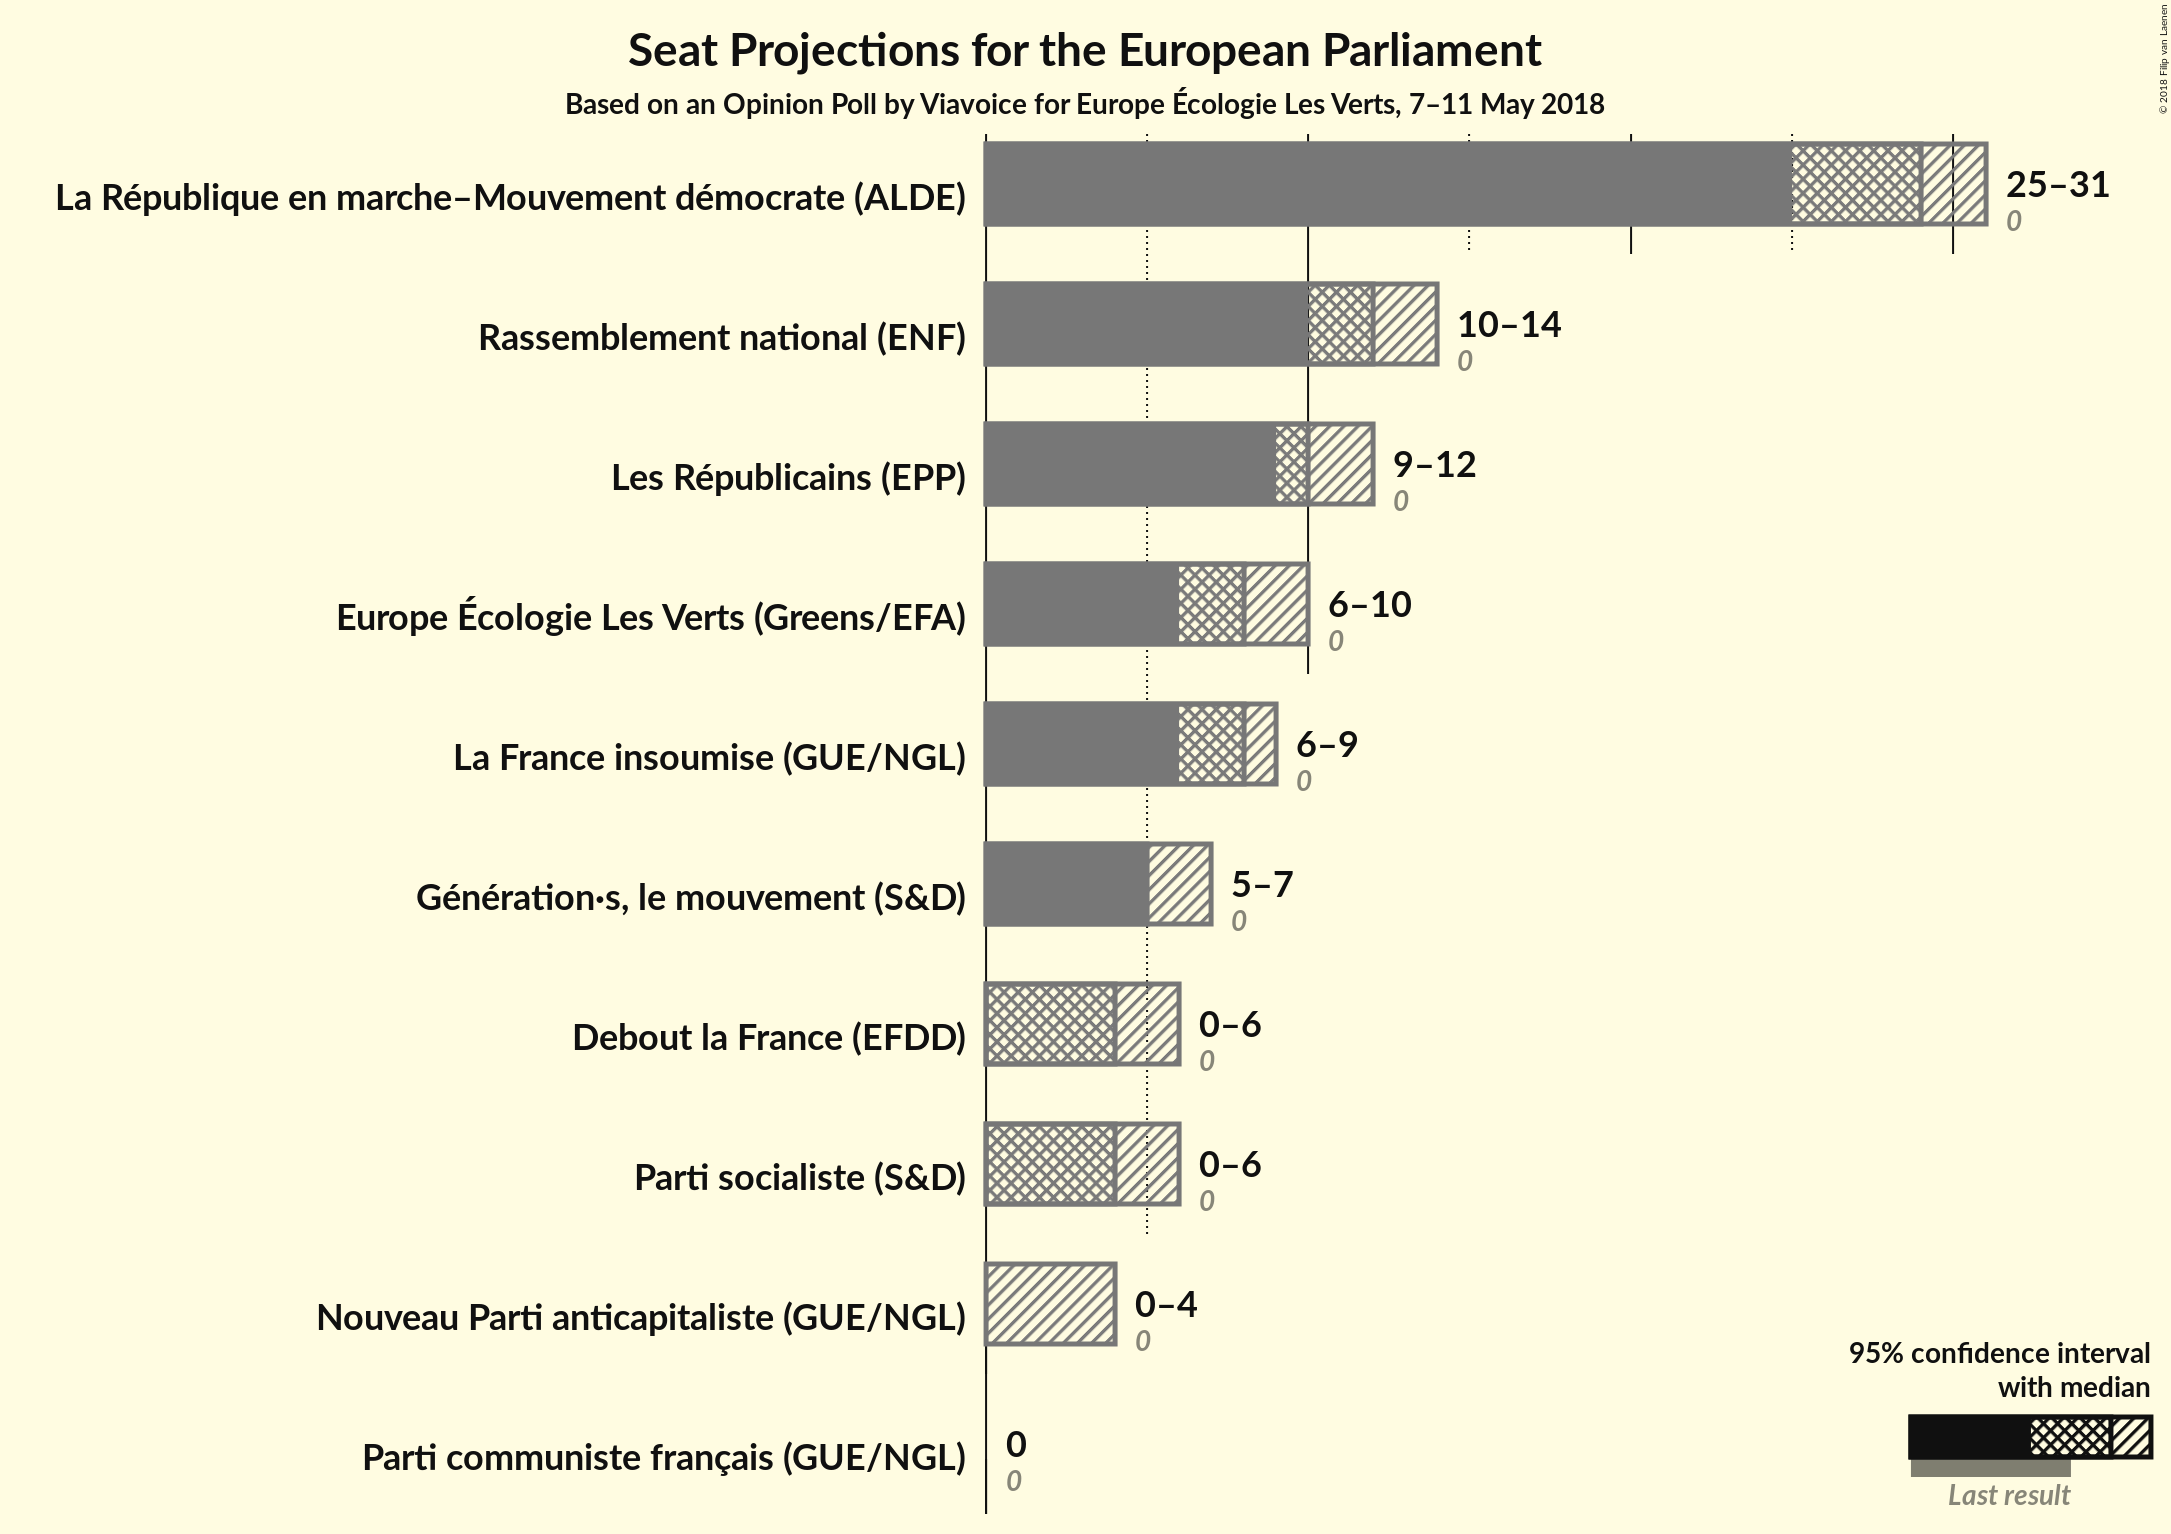 Seat Projections for the European Parliament
Based on an Opinion Poll by Viavoice for Europe Écologie Les Verts, 7–11 May 2018
© 2018 Filip van Laenen
La République en marche–Mouvement démocrate (ALDE)
25–31
0
Rassemblement national (ENF)
10–14
0
Les Républicains (EPP)
9–12
0
Europe Écologie Les Verts (Greens/EFA)
6–10
0
La France insoumise (GUE/NGL)
6–9
0
Génération·s, le mouvement (S&D)
5–7
0
Debout la France (EFDD)
0–6
0
Parti socialiste (S&D)
0–6
0
Nouveau Parti anticapitaliste (GUE/NGL)
0–4
0
Parti communiste français (GUE/NGL)
0
0
95% confidence interval
with median
Last result